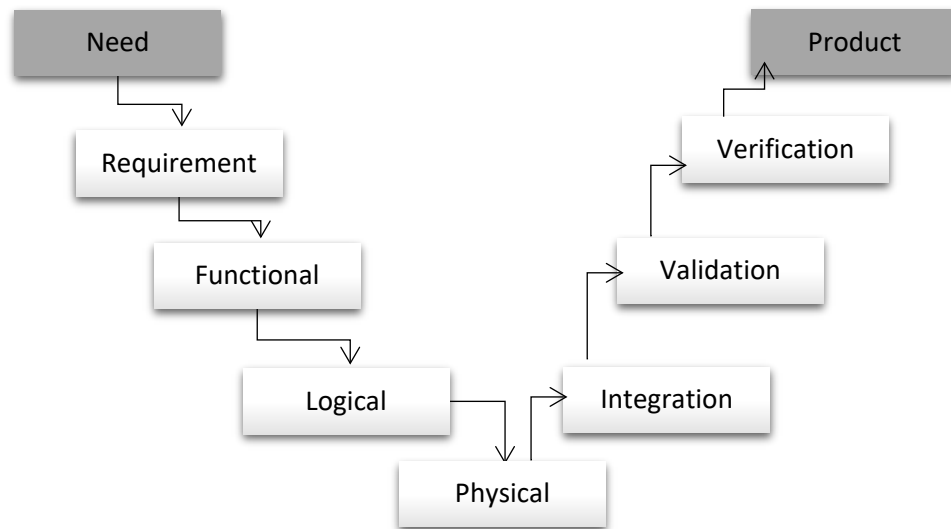 Need
Product
Verification
Requirement
Functional
Validation
Logical
Integration
Physical